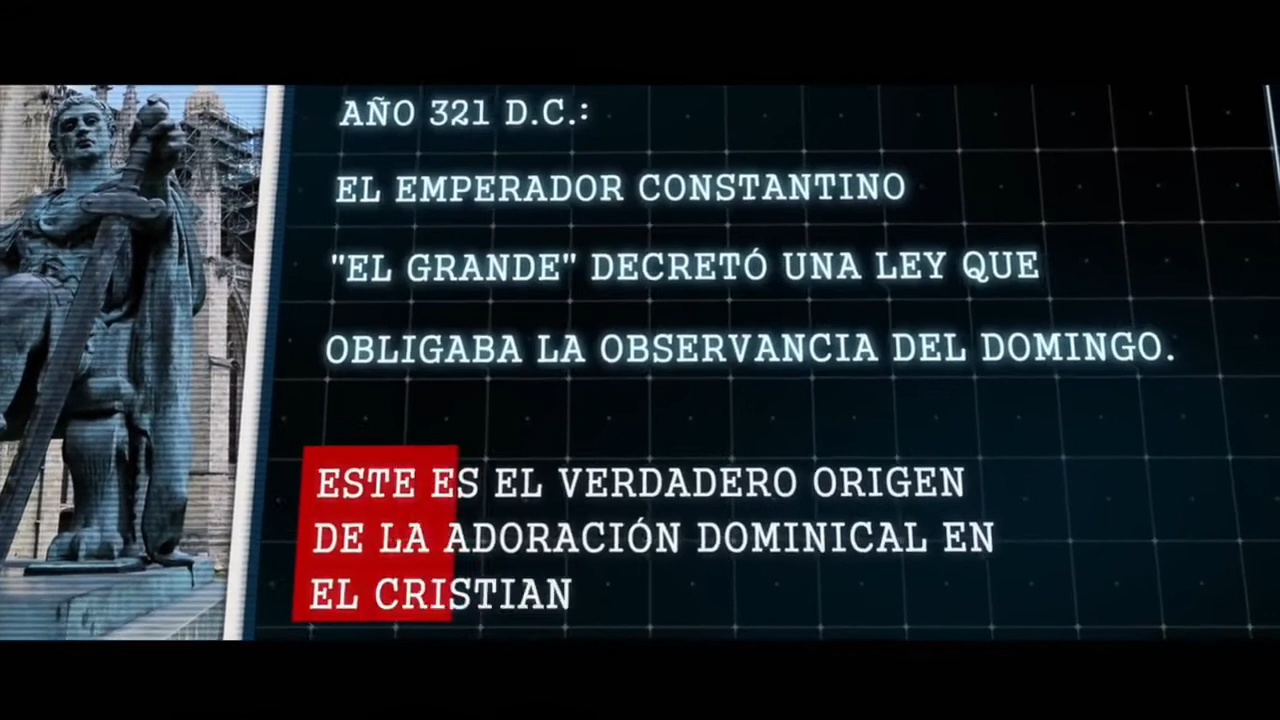 AÑO 321 D.C.:
EL EMPERADOR CONSTANTINO
"EL GRANDE" DECRETÓ UNA LEY QUE
OBLIGABA LA OBSERVANCIA DEL DOMINGO.
ESTE ES EL VERDADERO ORIGEN
DE LA ADORACIÓN DOMINICAL EN
EL CRISTIAN